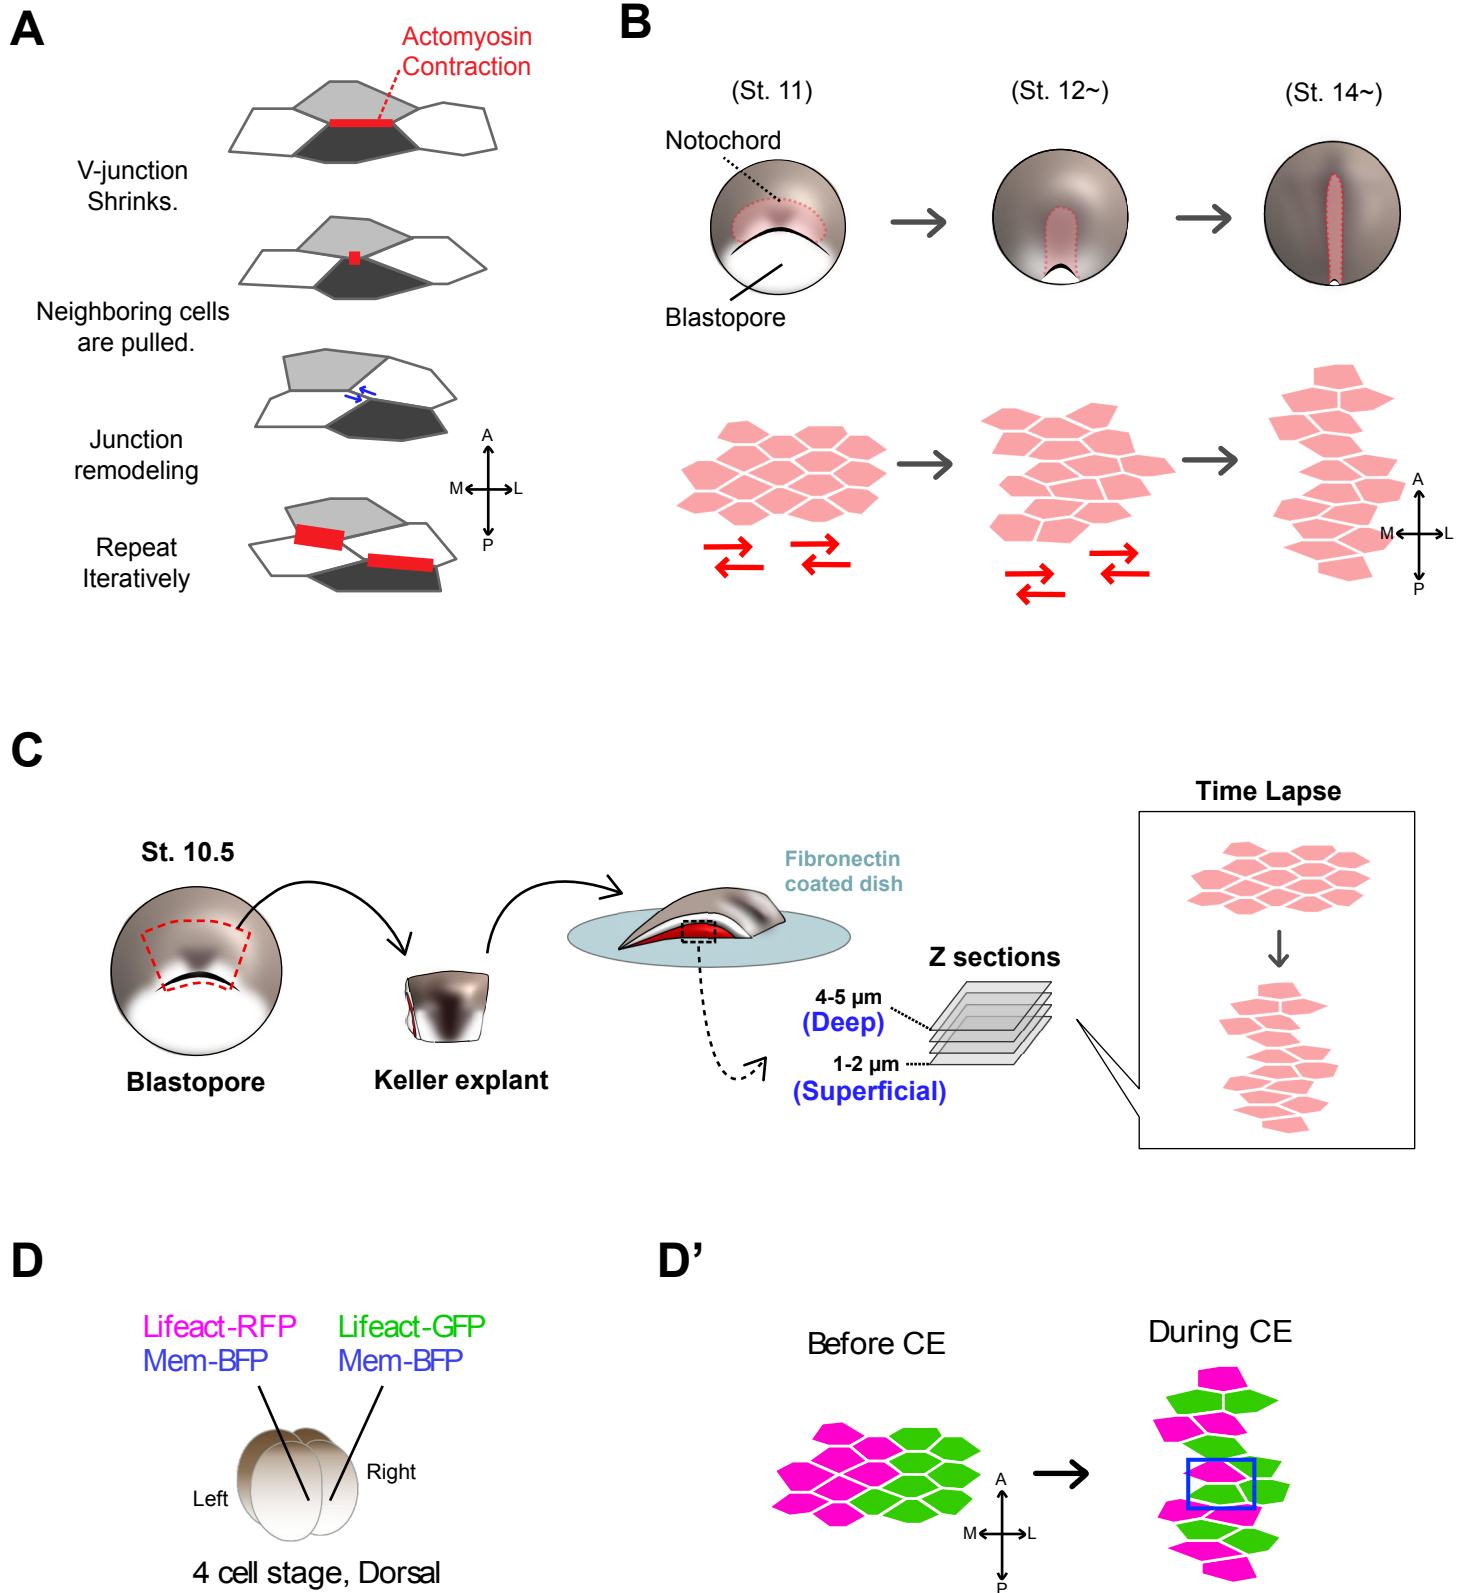 A
Actomyosin
Contraction
V-junction
Shrinks.
Neighboring cells
are pulled.
Junction
remodeling
Repeat
Iteratively
A
M
L
P
B
(St. 11)
(St. 12~)
(St. 14~)
Notochord
Blastopore
A
M
L
P
C
St. 10.5
Blastopore
Keller explant
Fibronectin
coated dish
Z sections
4-5 µm
(Deep)
1-2 µm
(Superficial)
Time Lapse
D
Lifeact-RFP
Mem-BFP
Lifeact-GFP
Mem-BFP
Left
Right
4 cell stage, Dorsal
D’
Before CE
During CE
A
M
L
P